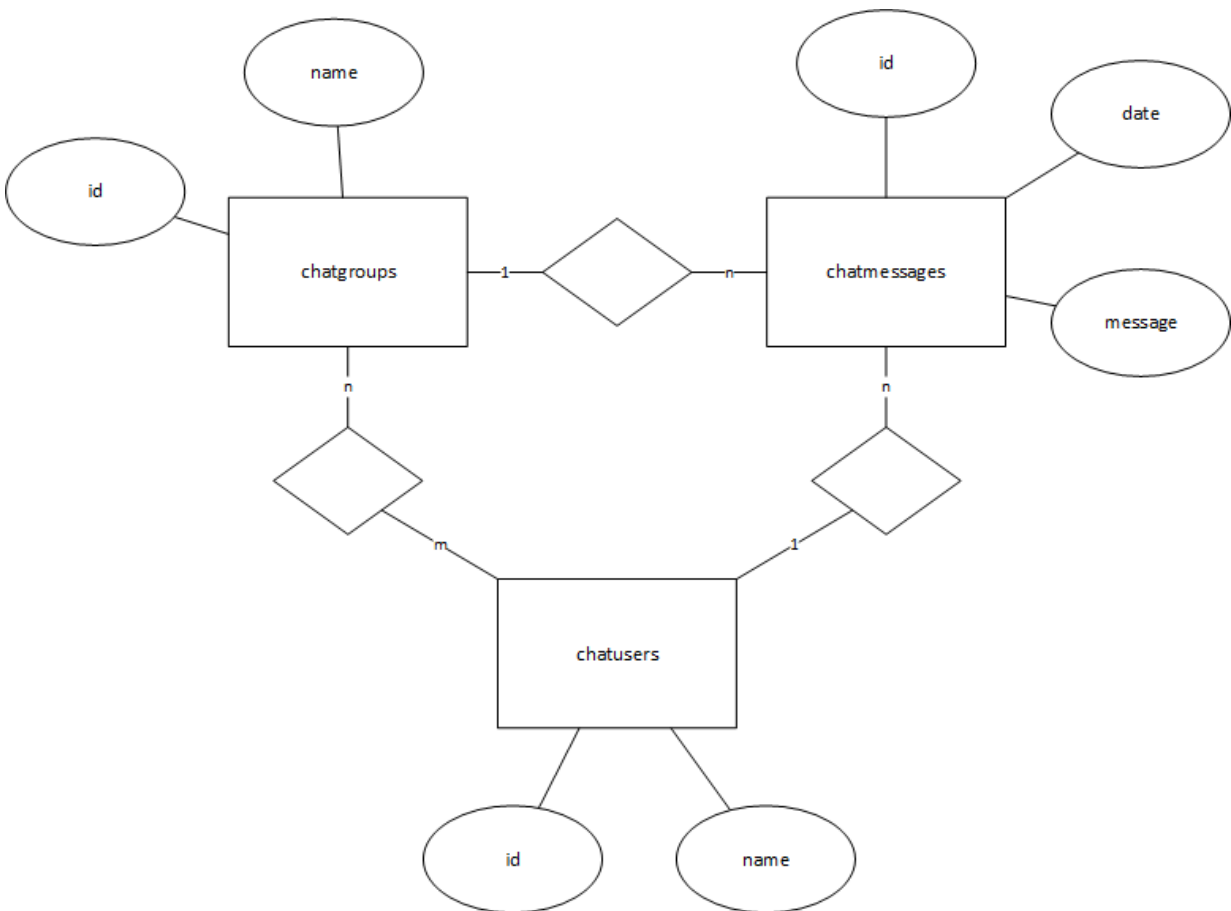 name
id
id
date
chatgroups
1
n
chatmessages
message
n
n
m
1
chatusers
id
name